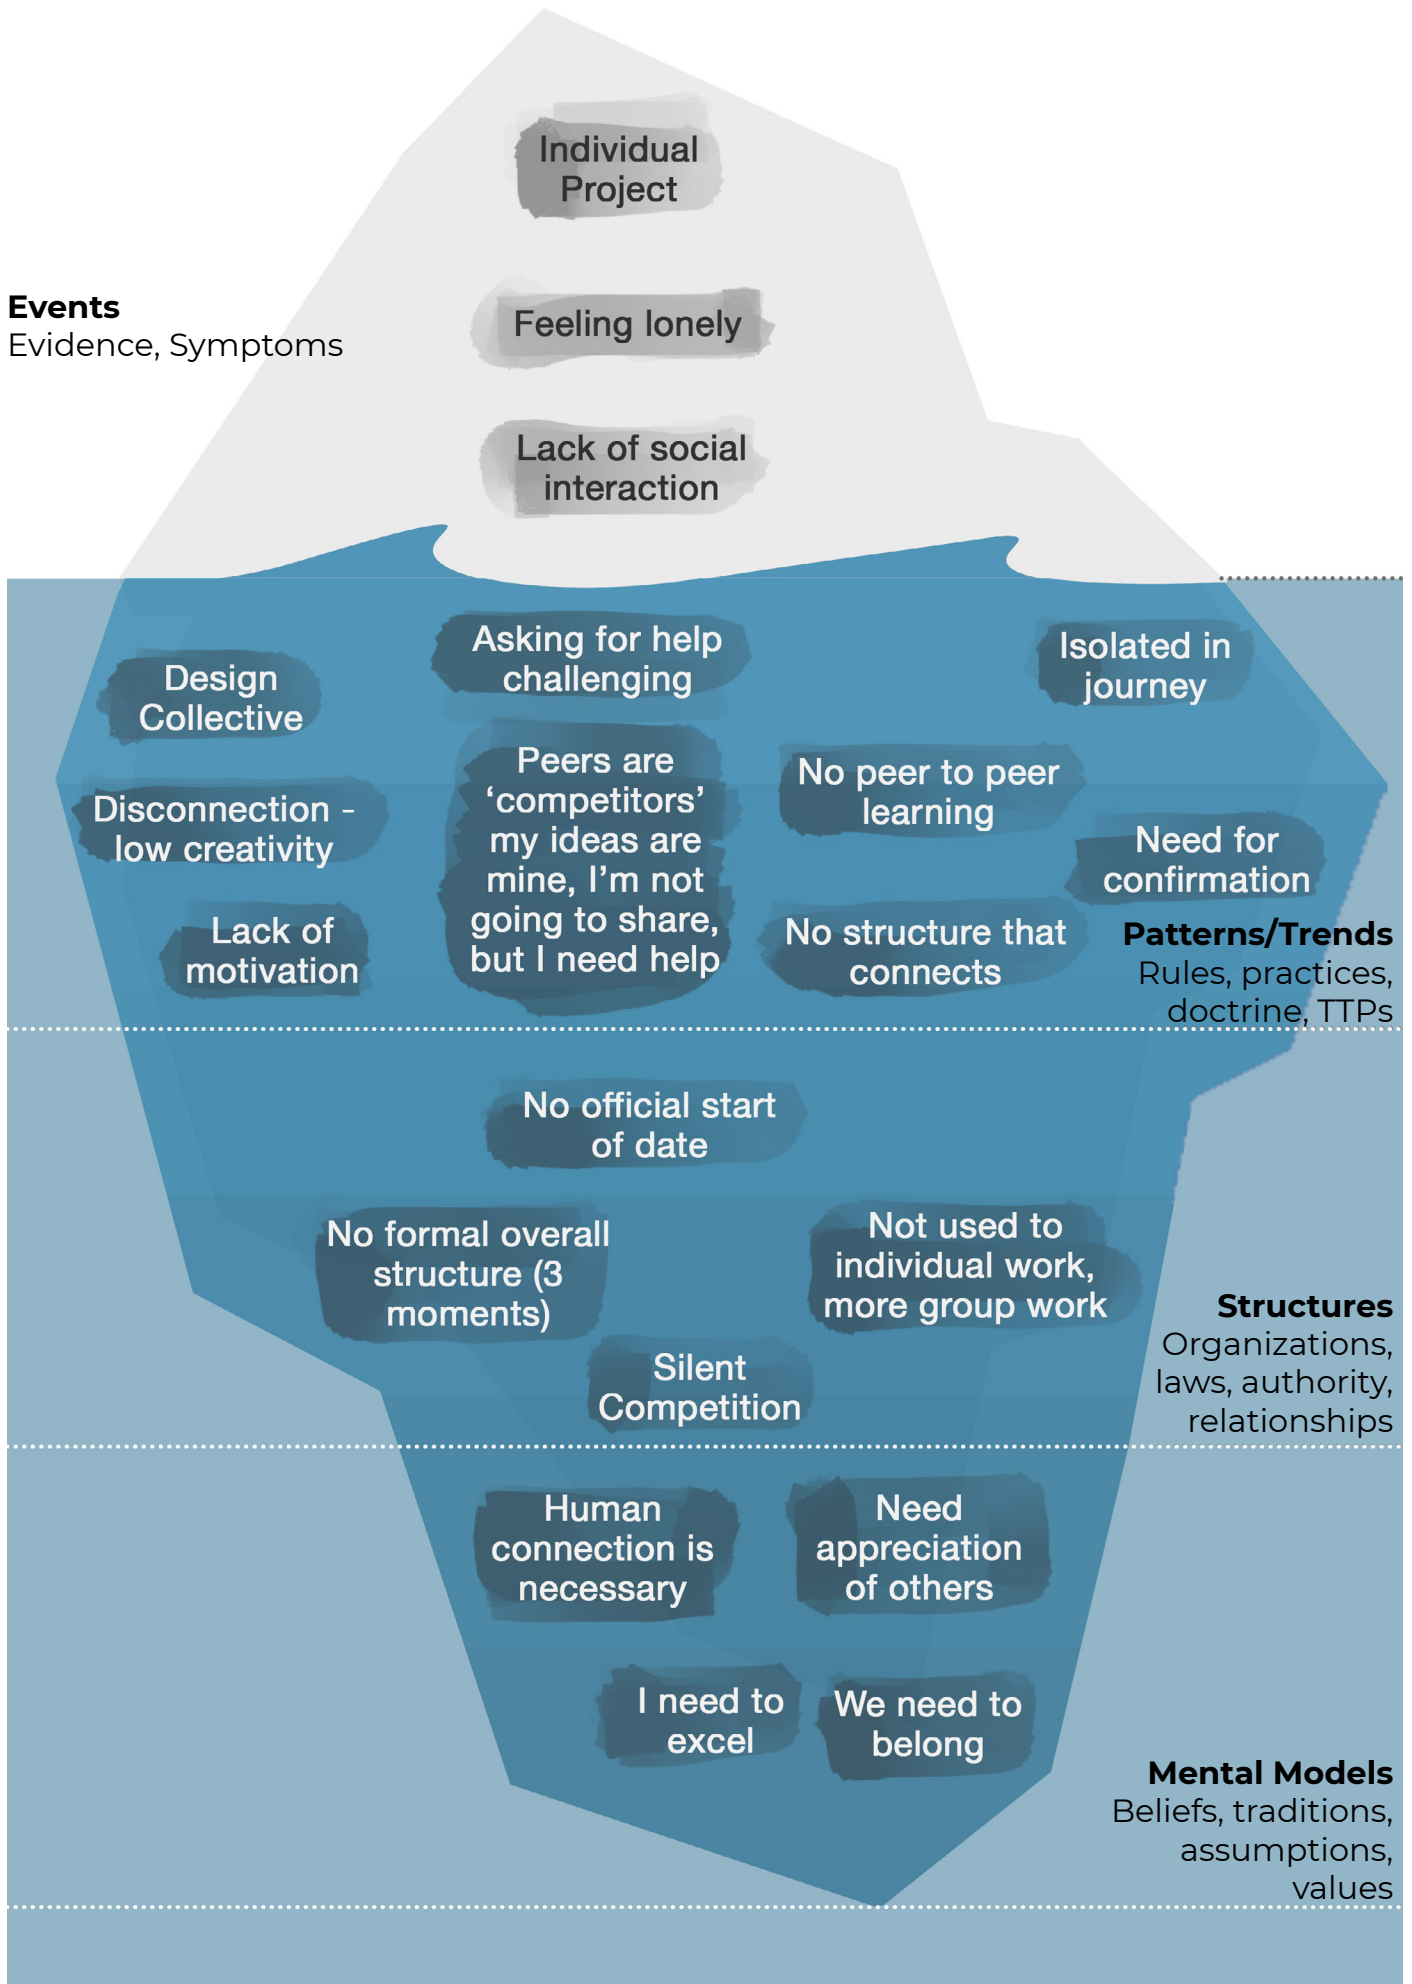 Individual
Project
Events
Evidence, Symptoms
Feeling lonely
Lack of social
interaction
Design
Collective
Asking for help
challenging
Isolated in
journey
Disconnection -
low creativity
Peers are
‘competitors’
my ideas are
mine, I’m not
going to share,
but I need help
No peer to peer
learning
Need for
confirmation
Lack of
motivation
No structure that
connects
Patterns/Trends
Rules, practices,
doctrine, TTPs
No official start
of date
No formal overall
structure (3
moments)
Not used to
individual work,
more group work
Silent
Competition
Structures
Organizations,
laws, authority,
relationships
Human
connection is
necessary
Need
appreciation
of others
I need to
excel
We need to
belong
Mental Models
Beliefs, traditions,
assumptions,
values